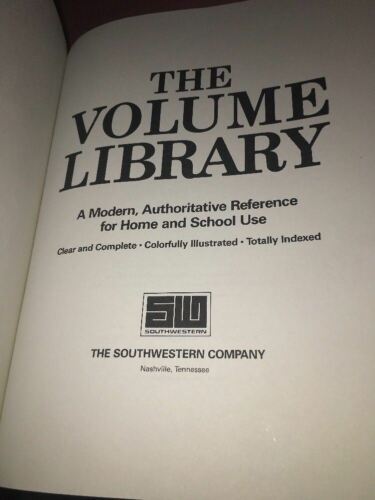 THE
VOLUME
LIBRARY
A Modern, Authoritative Reference
for Home and School Use
Clear and Complete • Colorfully Illustrated • Totally Indexed
SW
SOUTHWESTERN
THE SOUTHWESTERN COMPANY
Nashville, Tennessee